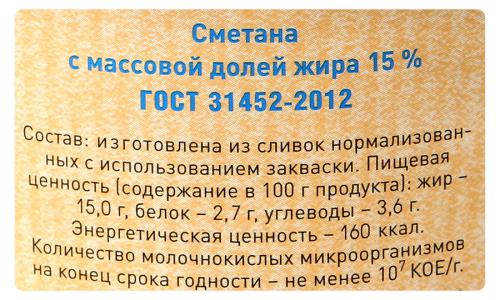 Сметана
с массовой долей жира 15 %
ГОСТ 31452-2012
Состав: изготовлена из сливок нормализован-
ных с использованием закваски. Пищевая
ценность (содержание в 100 г продукта): жир –
15,0 г, белок – 2,7 г, углеводы – 3,6 г.
Энергетическая ценность – 160 ккал.
Количество молочнокислых микроорганизмов
на конец срока годности – не менее 10⁷ КОЕ/г.